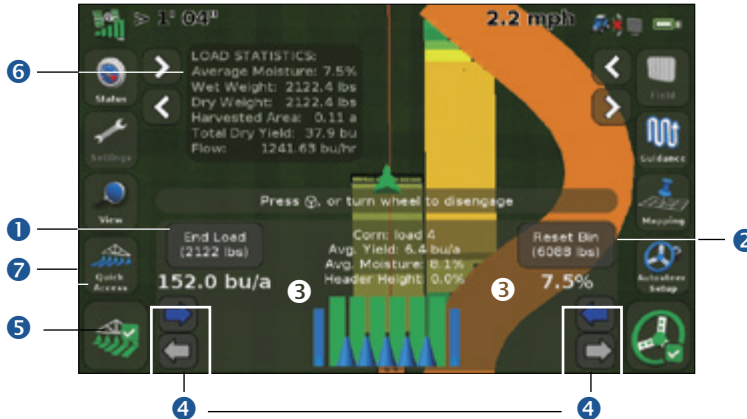 > 1' 04"
2.2 mph
Status
LOAD STATISTICS:
Average Moisture: 7.5%
Wet Weight: 2122.4 lbs
Dry Weight: 2122.4 lbs
Harvested Area: 0.11 a
Total Dry Yield: 37.9 bu
Flow: 1241.63 bu/hr
Field
Settings
Guidance
View
Press , or turn wheel to disengage
Mapping
End Load
(2122 lbs)
Corn: load 4
Avg. Yield: 6.4 bu/a
Avg. Moisture: 8.1%
Header Height: 0.0%
Reset Bin
(6088 lbs)
Quick
Access
152.0 bu/a
7.5%
Autosteer
Setup
6
1
2
7
3
3
5
4
4